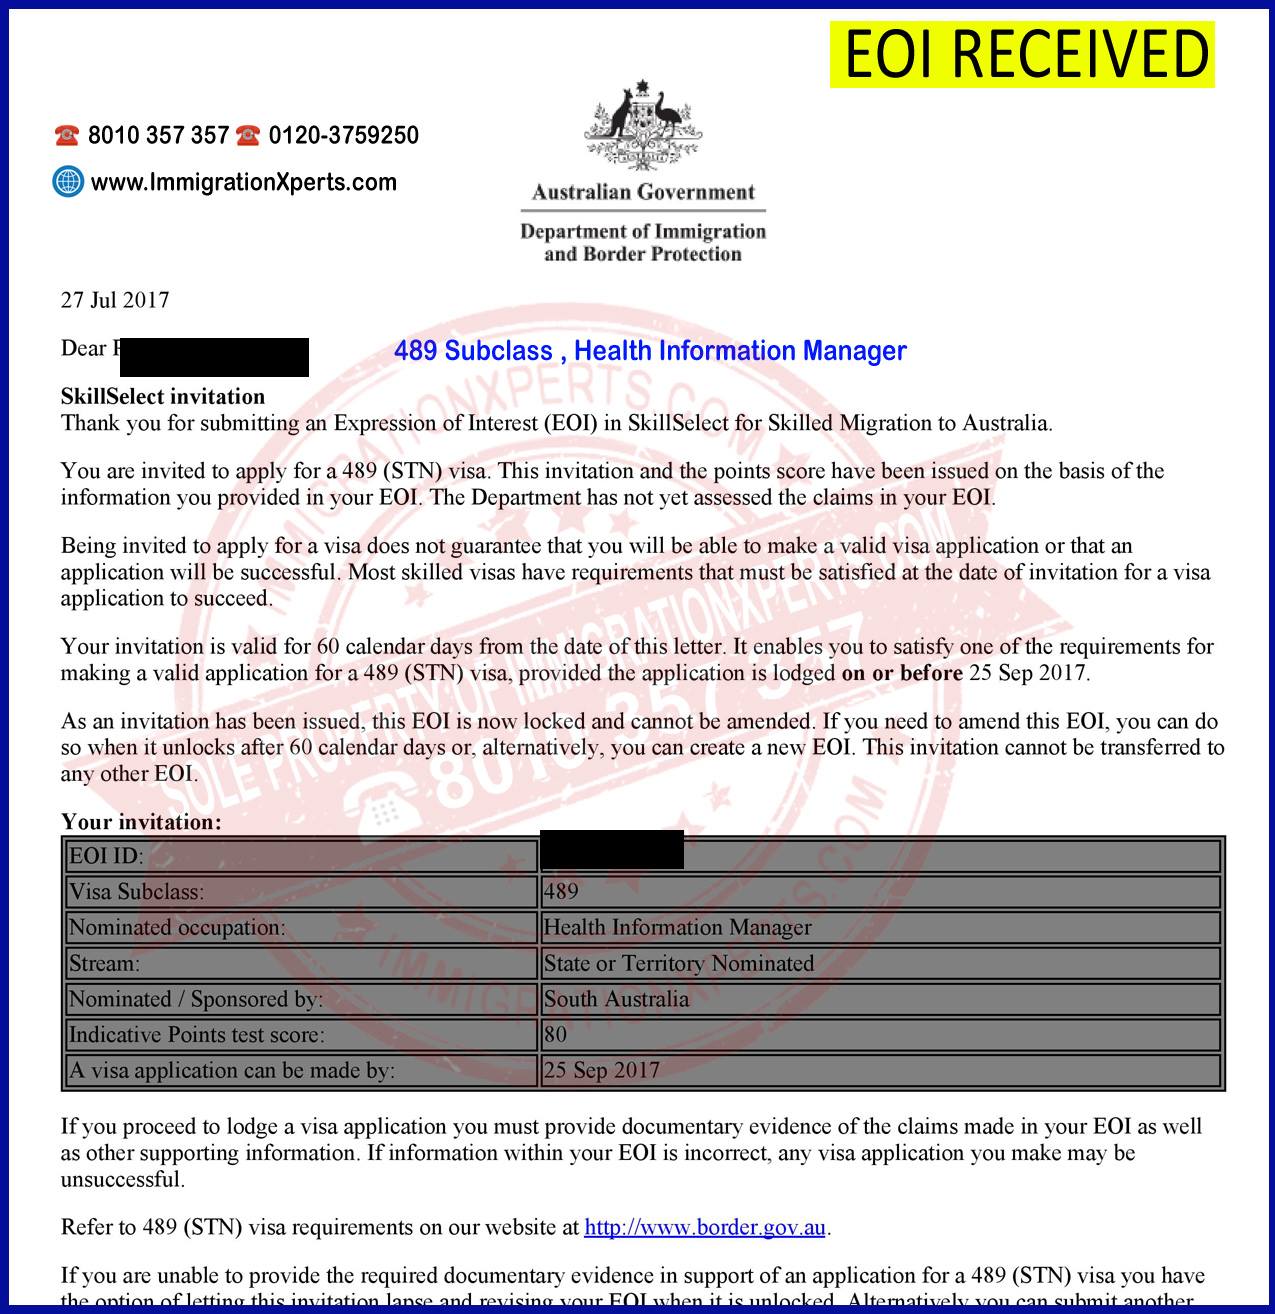 EOI RECEIVED
8010 357 357 0120-3759250
www.ImmigrationXperts.com
Australian Government
Department of Immigration
and Border Protection
27 Jul 2017
Dear
489 Subclass , Health Information Manager
SkillSelect invitation
Thank you for submitting an Expression of Interest (EOI) in SkillSelect for Skilled Migration to Australia.
You are invited to apply for a 489 (STN) visa. This invitation and the points score have been issued on the basis of the
information you provided in your EOI. The Department has not yet assessed the claims in your EOI.
Being invited to apply for a visa does not guarantee that you will be able to make a valid visa application or that an
application will be successful. Most skilled visas have requirements that must be satisfied at the date of invitation for a visa
application to succeed.
Your invitation is valid for 60 calendar days from the date of this letter. It enables you to satisfy one of the requirements for
making a valid application for a 489 (STN) visa, provided the application is lodged on or before 25 Sep 2017.
As an invitation has been issued, this EOI is now locked and cannot be amended. If you need to amend this EOI, you can do
so when it unlocks after 60 calendar days or, alternatively, you can create a new EOI. This invitation cannot be transferred to
any other EOI.
Your invitation:
EOI ID:
Visa Subclass: 489
Nominated occupation: Health Information Manager
Stream: State or Territory Nominated
Nominated / Sponsored by: South Australia
Indicative Points test score: 80
A visa application can be made by: 25 Sep 2017
If you proceed to lodge a visa application you must provide documentary evidence of the claims made in your EOI as well
as other supporting information. If information within your EOI is incorrect, any visa application you make may be
unsuccessful.
Refer to 489 (STN) visa requirements on our website at http://www.border.gov.au.
If you are unable to provide the required documentary evidence in support of an application for a 489 (STN) visa you have
the option of letting this invitation lapse and revising your EOI when it is unlocked. Alternatively you can submit another
IMMIGRATIONXPERTS.COM
SOLE PROPERTY OF IMMIGRATIONXPERTS.COM
8010 357 357
IMMIGRATIONXPERTS.COM